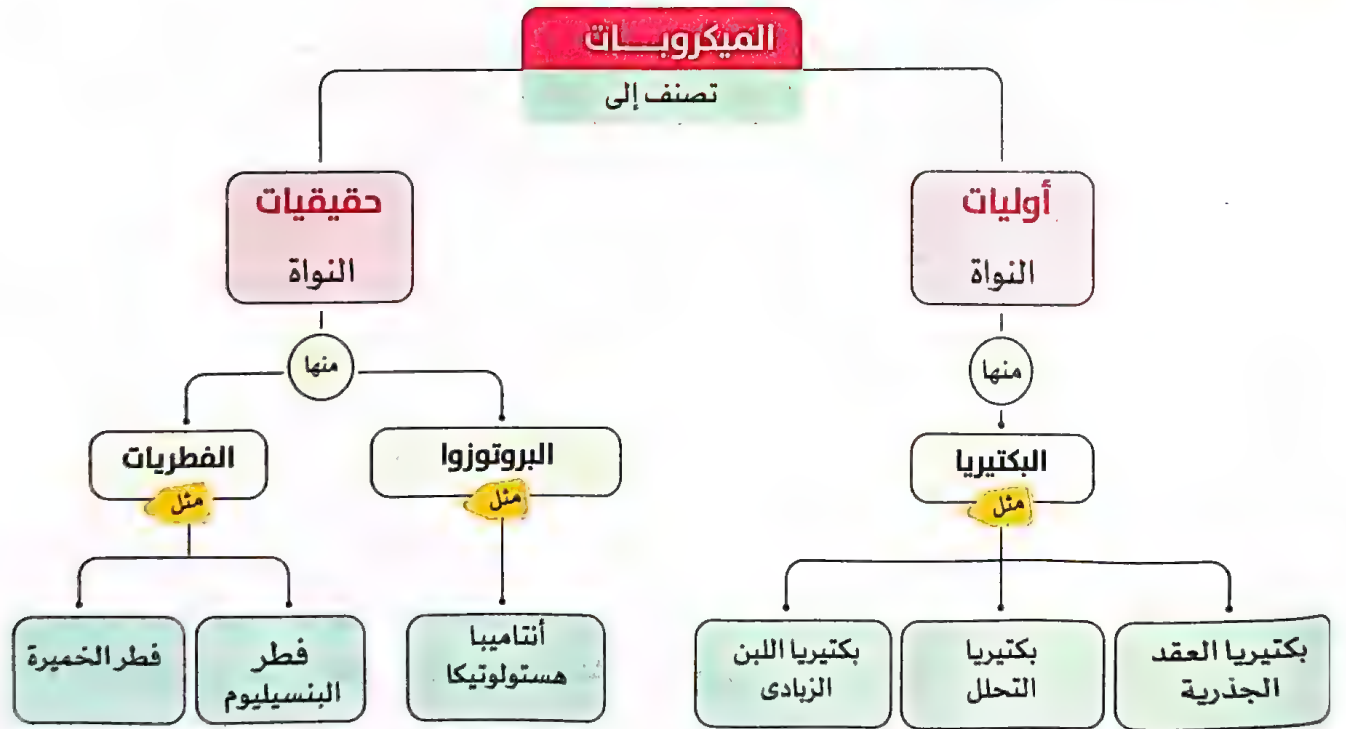 الميكروبـــات
تصنف إلى
أوليات
النواة
حقيقيات
النواة
منها
منها
البكتيريا
مثل
البروتوزوا
مثل
الفطريات
مثل
بكتيريا العقد
الجذرية
بكتيريا
التحلل
بكتيريا اللبن
الزبادى
أنتاميبا
هستولوتيكا
فطر
البنسيليوم
فطر الخميرة